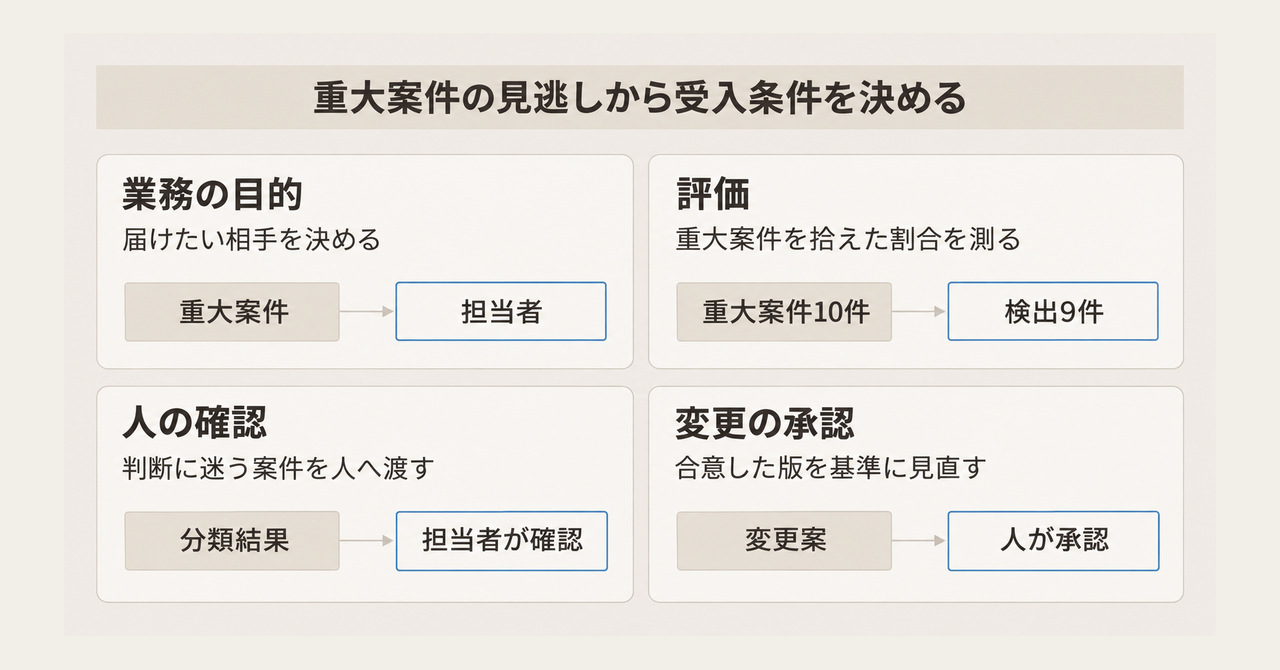 重大案件の見逃しから受入条件を決める
業務の目的
届けたい相手を決める
重大案件
担当者
評価
重大案件を拾えた割合を測る
重大案件10件
検出9件
人の確認
判断に迷う案件を人へ渡す
分類結果
担当者が確認
変更の承認
合意した版を基準に見直す
変更案
人が承認